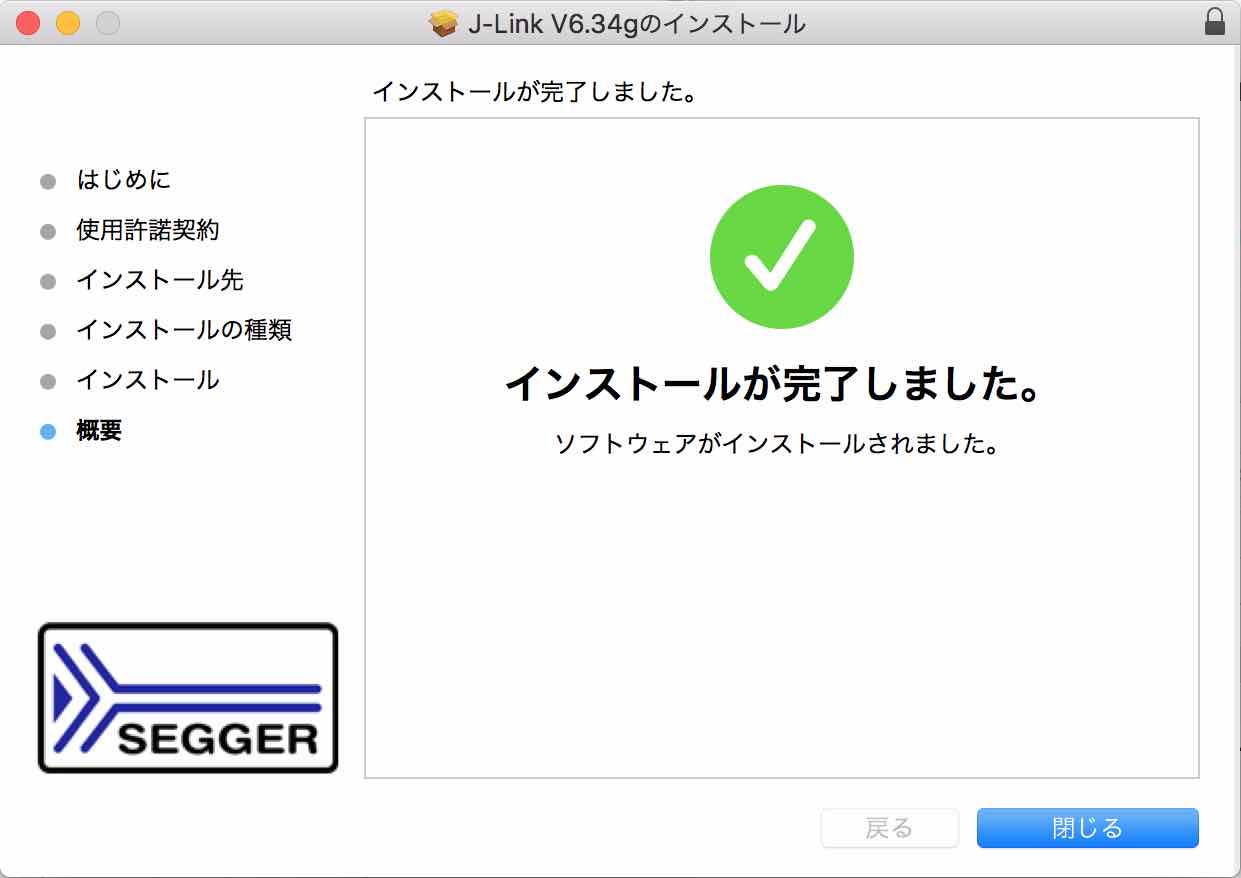 J-Link V6.34gのインストール
インストールが完了しました。
はじめに
使用許諾契約
インストール先
インストールの種類
インストール
概要
インストールが完了しました。
ソフトウェアがインストールされました。
SEGGER
戻る
閉じる